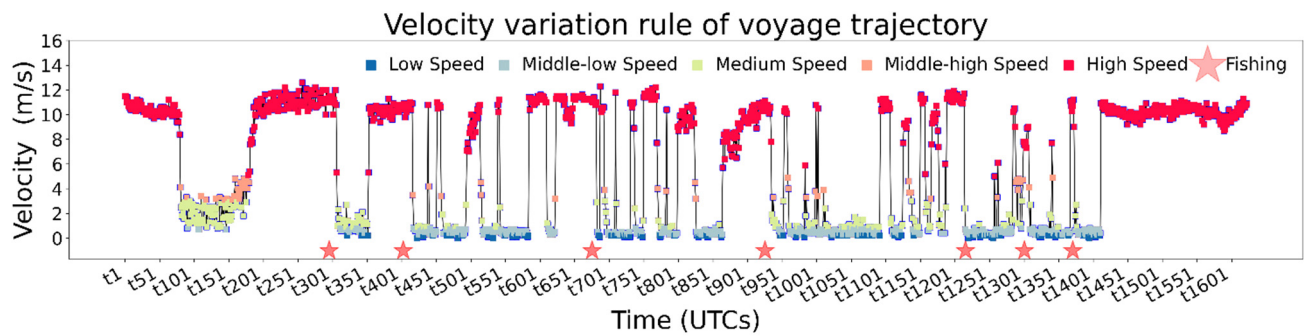 Velocity variation rule of voyage trajectory
Velocity (m/s)
16
14
12
10
8
6
4
2
0
Low Speed Middle-low Speed Medium Speed Middle-high Speed High Speed Fishing
t1 t51 t101 t151 t201 t251 t301 t351 t401 t451 t501 t551 t601 t651 t701 t751 t801 t851 t901 t951 t1001 t1051 t1101 t1151 t1201 t1251 t1301 t1351 t1401 t1451 t1501 t1551 t1601
Time (UTCs)